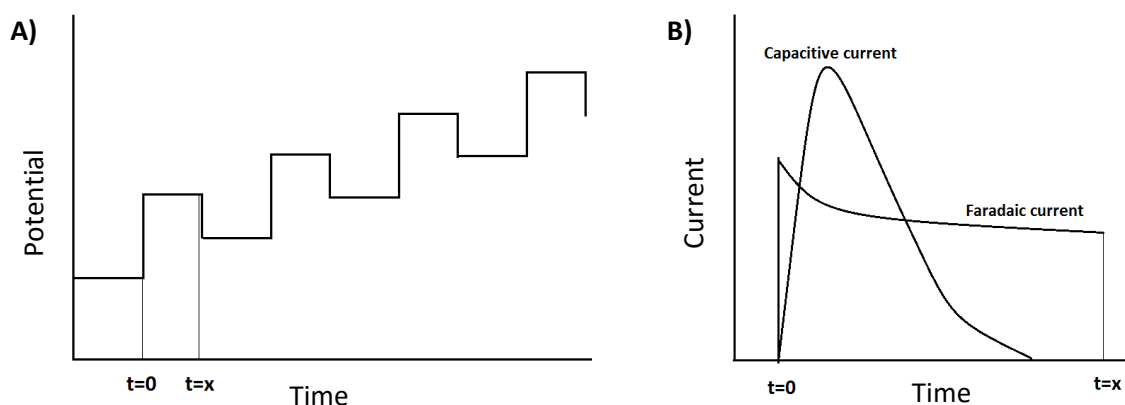 A)
Potential
t=0
t=x
Time
B)
Capacitive current
Faradaic current
Current
t=0
Time
t=x